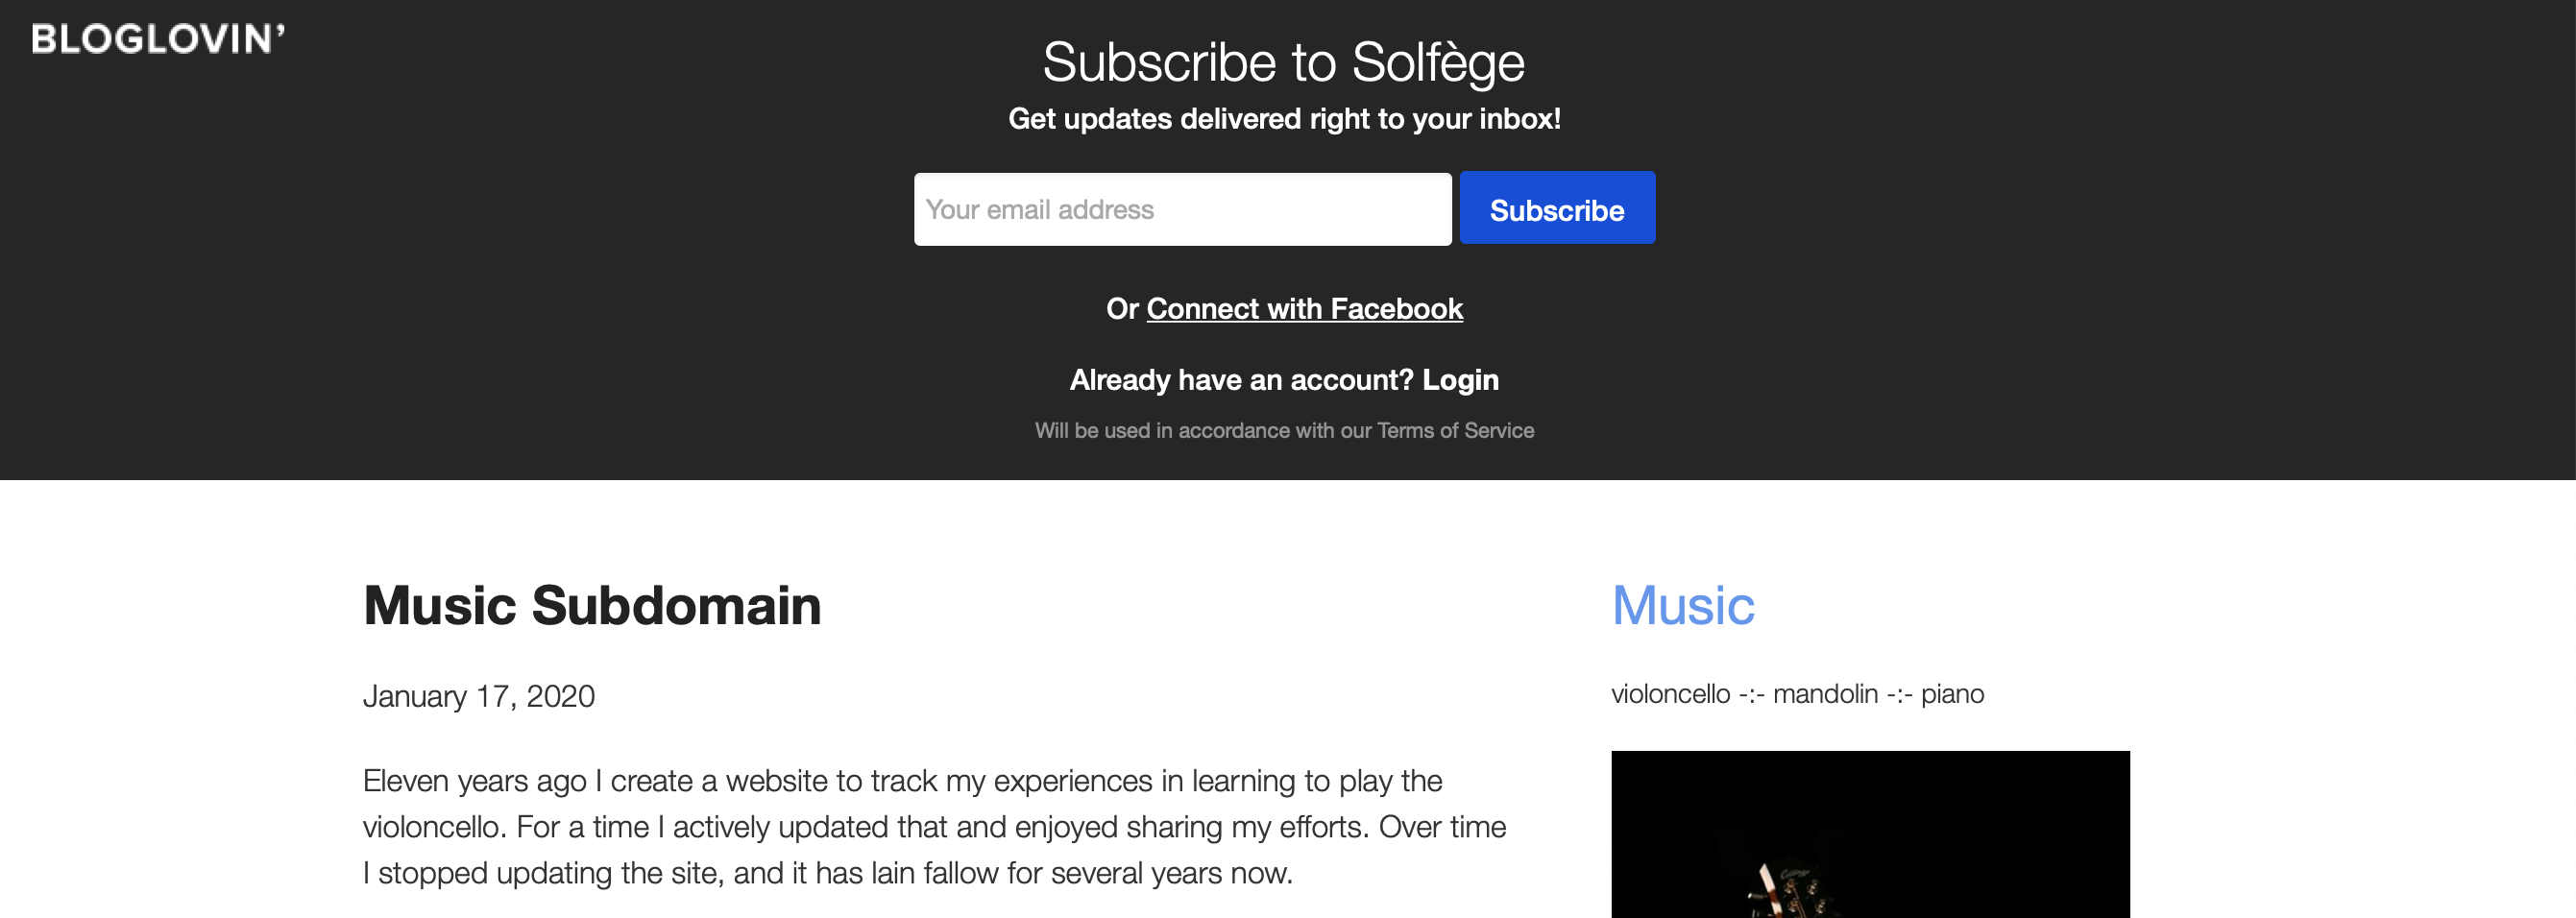 BLOGLOVIN’
Subscribe to Solfège
Get updates delivered right to your inbox!
Your email address
Subscribe
Or Connect with Facebook
Already have an account? Login
Will be used in accordance with our Terms of Service
Music Subdomain
January 17, 2020
Eleven years ago I create a website to track my experiences in learning to play the
violoncello. For a time I actively updated that and enjoyed sharing my efforts. Over time
I stopped updating the site, and it has lain fallow for several years now.
Music
violoncello -:- mandolin -:- piano